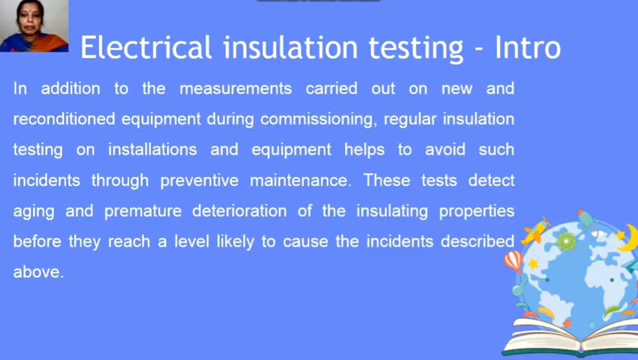 Electrical insulation testing - Intro
In addition to the measurements carried out on new and
reconditioned equipment during commissioning, regular insulation
testing on installations and equipment helps to avoid such
incidents through preventive maintenance. These tests detect
aging and premature deterioration of the insulating properties
before they reach a level likely to cause the incidents described
above.